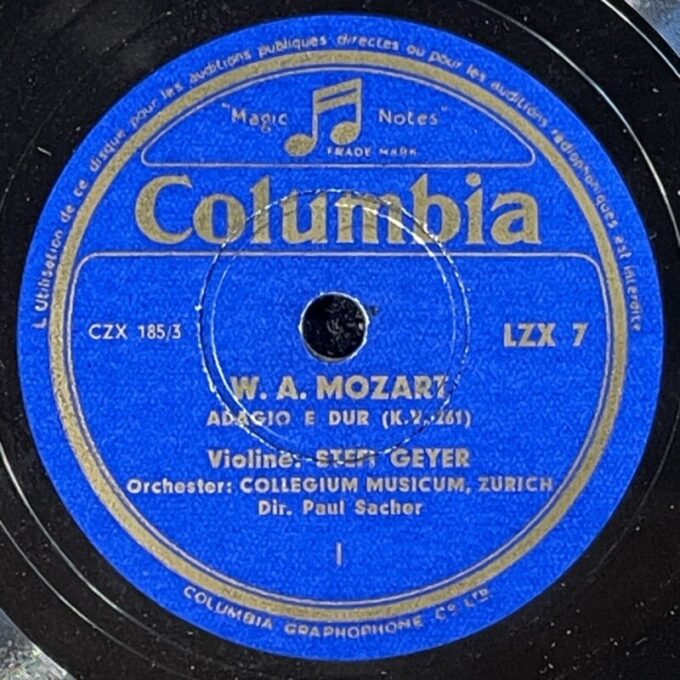 L'Utilisation de ce disque pour les auditions publiques directes ou pour les auditions radiophoniques est interdite
"Magic Notes"
TRADE MARK
Columbia
CZX 185/3
LZX 7
W. A. MOZART
ADAGIO E DUR (K.V. 261)
Violine: STEFI GEYER
Orchester: COLLEGIUM MUSICUM, ZÜRICH
Dir. Paul Sacher
I
COLUMBIA GRAPHOPHONE Co LTD.